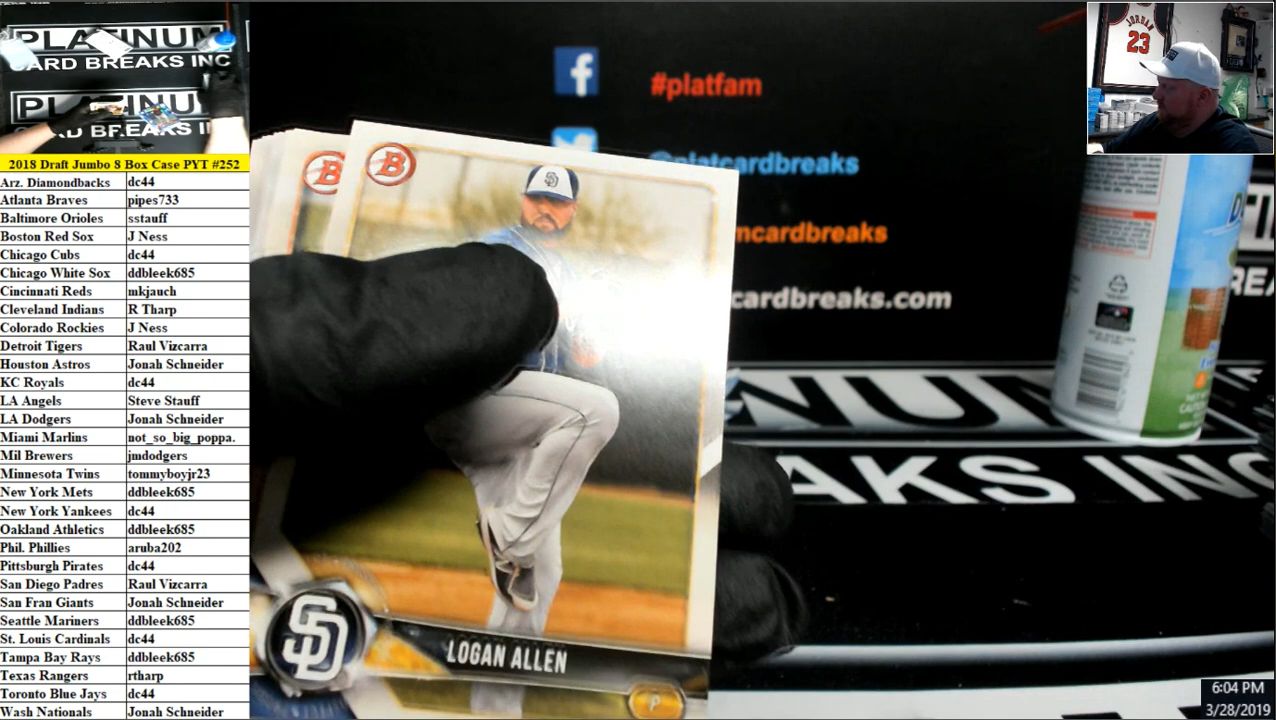 PLATINUM
CARD BREAKS INC
PLATINUM
CARD BREAKS
2018 Draft Jumbo 8 Box Case PYT #252
Arz. Diamondbacks dc44
Atlanta Braves pipes733
Baltimore Orioles sstauff
Boston Red Sox J Ness
Chicago Cubs dc44
Chicago White Sox ddbleek685
Cincinnati Reds mkjauch
Cleveland Indians R Tharp
Colorado Rockies J Ness
Detroit Tigers Raul Vizcarra
Houston Astros Jonah Schneider
KC Royals dc44
LA Angels Steve Stauff
LA Dodgers Jonah Schneider
Miami Marlins not_so_big_poppa.
Mil Brewers jmdodgers
Minnesota Twins tommyboyjr23
New York Mets ddbleek685
New York Yankees dc44
Oakland Athletics ddbleek685
Phil. Phillies aruba202
Pittsburgh Pirates dc44
San Diego Padres Raul Vizcarra
San Fran Giants Jonah Schneider
Seattle Mariners ddbleek685
St. Louis Cardinals dc44
Tampa Bay Rays ddbleek685
Texas Rangers rtharp
Toronto Blue Jays dc44
Wash Nationals Jonah Schneider
f
#platfam
@platcardbreaks
mcardbreaks
cardbreaks.com
B
B
SD
SD
LOGAN ALLEN
P
NUM
AKS INC
REA
JORDAN
23
6:04 PM
3/28/2019